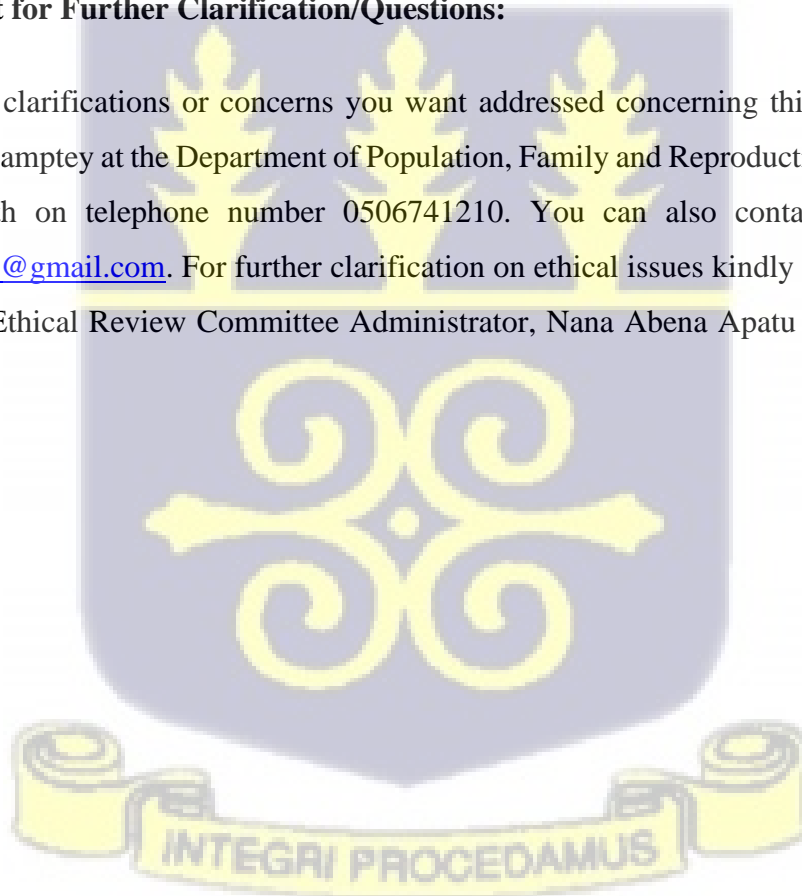 for Further Clarification/Questions:
clarifications or concerns you want addressed concerning thi
amptey at the Department of Population, Family and Reproducti
h on telephone number 0506741210. You can also conta
@gmail.com. For further clarification on ethical issues kindly
Ethical Review Committee Administrator, Nana Abena Apatu
INTEGRI PROCEDAMUS